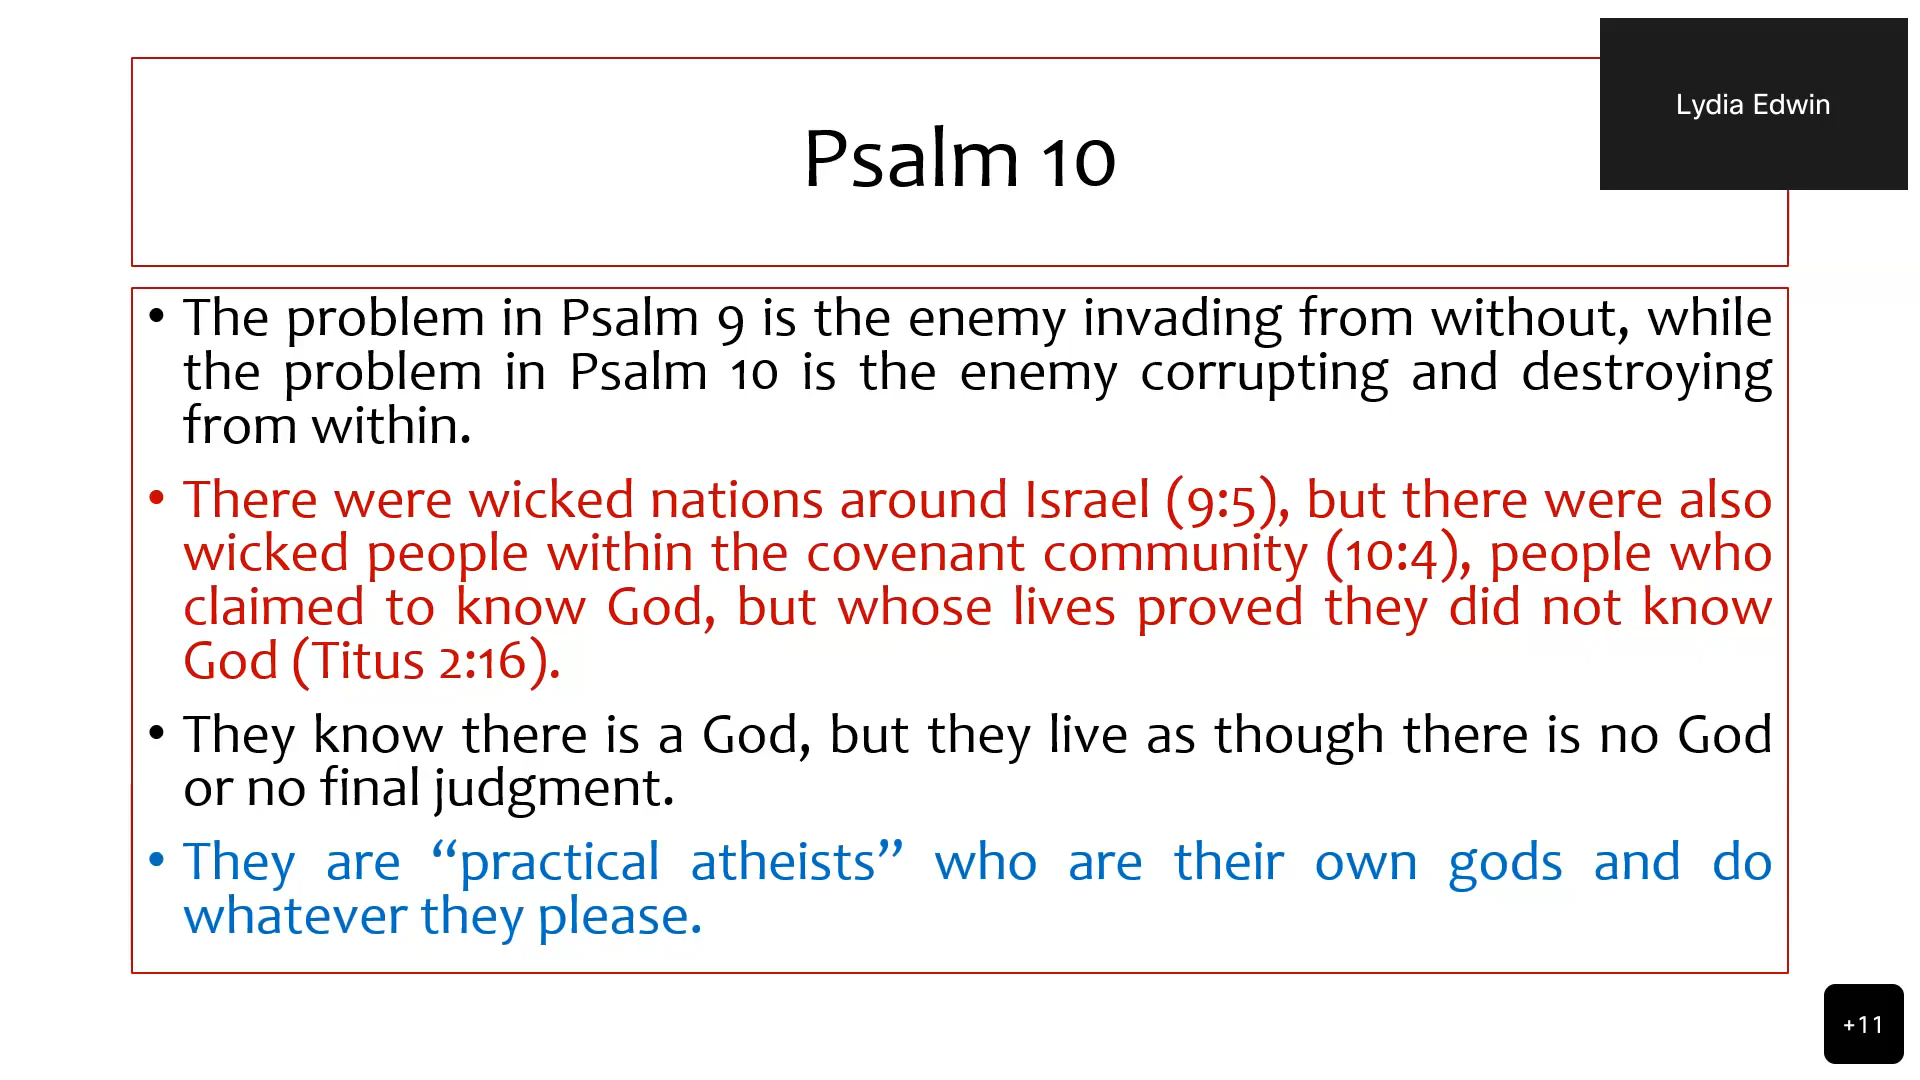 Lydia Edwin
Psalm 10
• The problem in Psalm 9 is the enemy invading from without, while
the problem in Psalm 10 is the enemy corrupting and destroying
from within.
• There were wicked nations around Israel (9:5), but there were also
wicked people within the covenant community (10:4), people who
claimed to know God, but whose lives proved they did not know
God (Titus 2:16).
• They know there is a God, but they live as though there is no God
or no final judgment.
• They are “practical atheists” who are their own gods and do
whatever they please.
+11